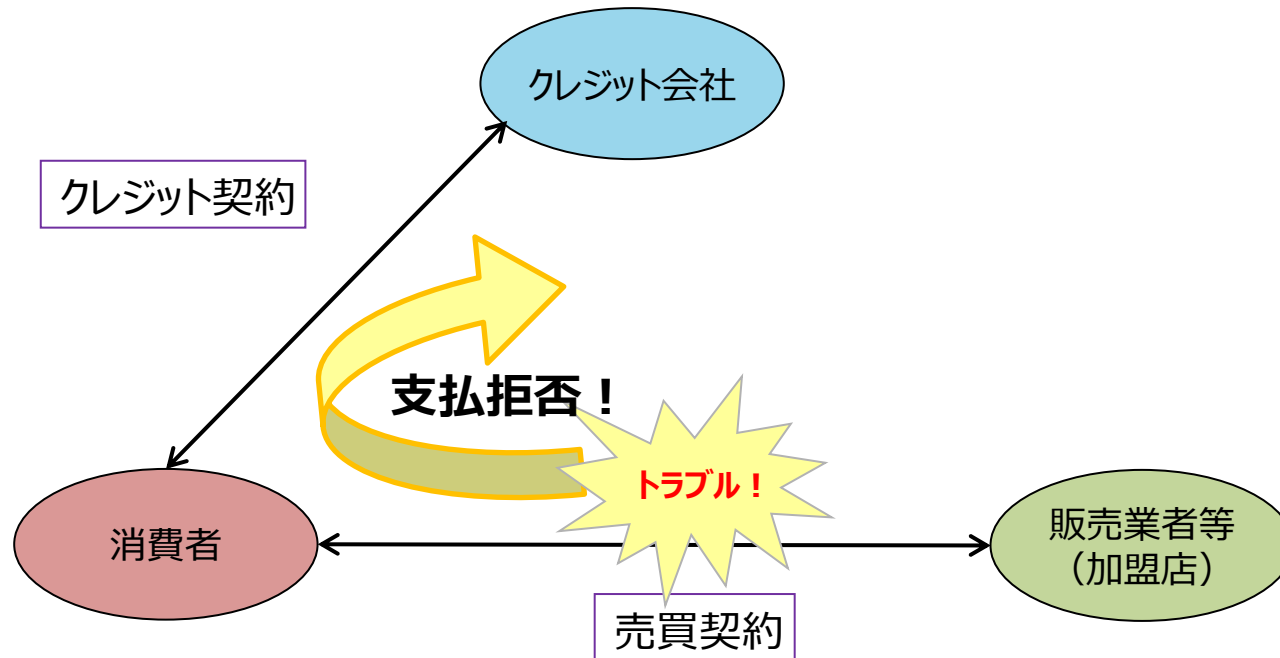 クレジット会社
クレジット契約
支払拒否！
トラブル！
消費者
販売業者等
（加盟店）
売買契約